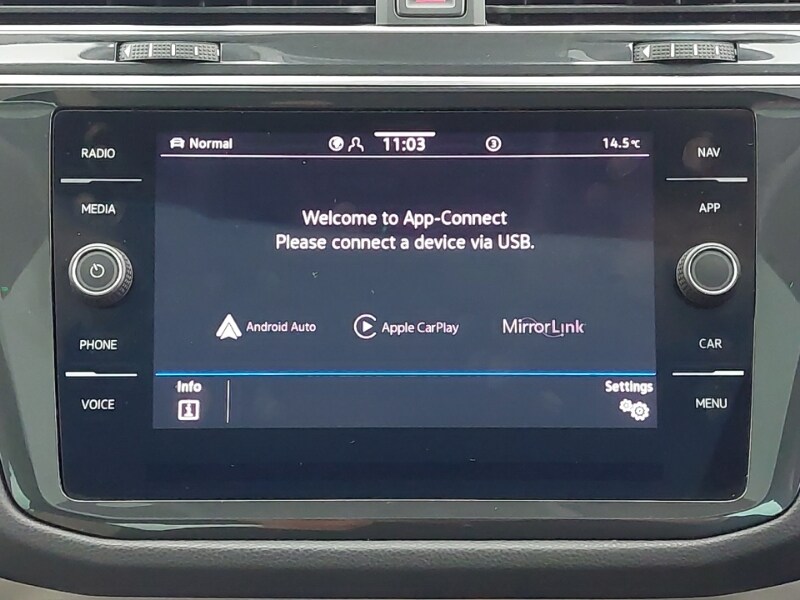 Normal 11:03 3 14.5°C
Welcome to App-Connect
Please connect a device via USB.
Android Auto Apple CarPlay MirrorLink
Info Settings
i
RADIO
MEDIA
PHONE
VOICE
NAV
APP
CAR
MENU